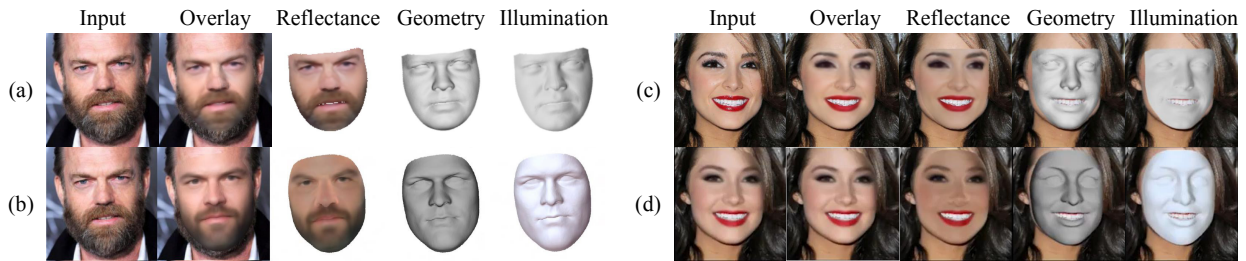 Input Overlay Reflectance Geometry Illumination
Input Overlay Reflectance Geometry Illumination
(a)
(c)
(b)
(d)